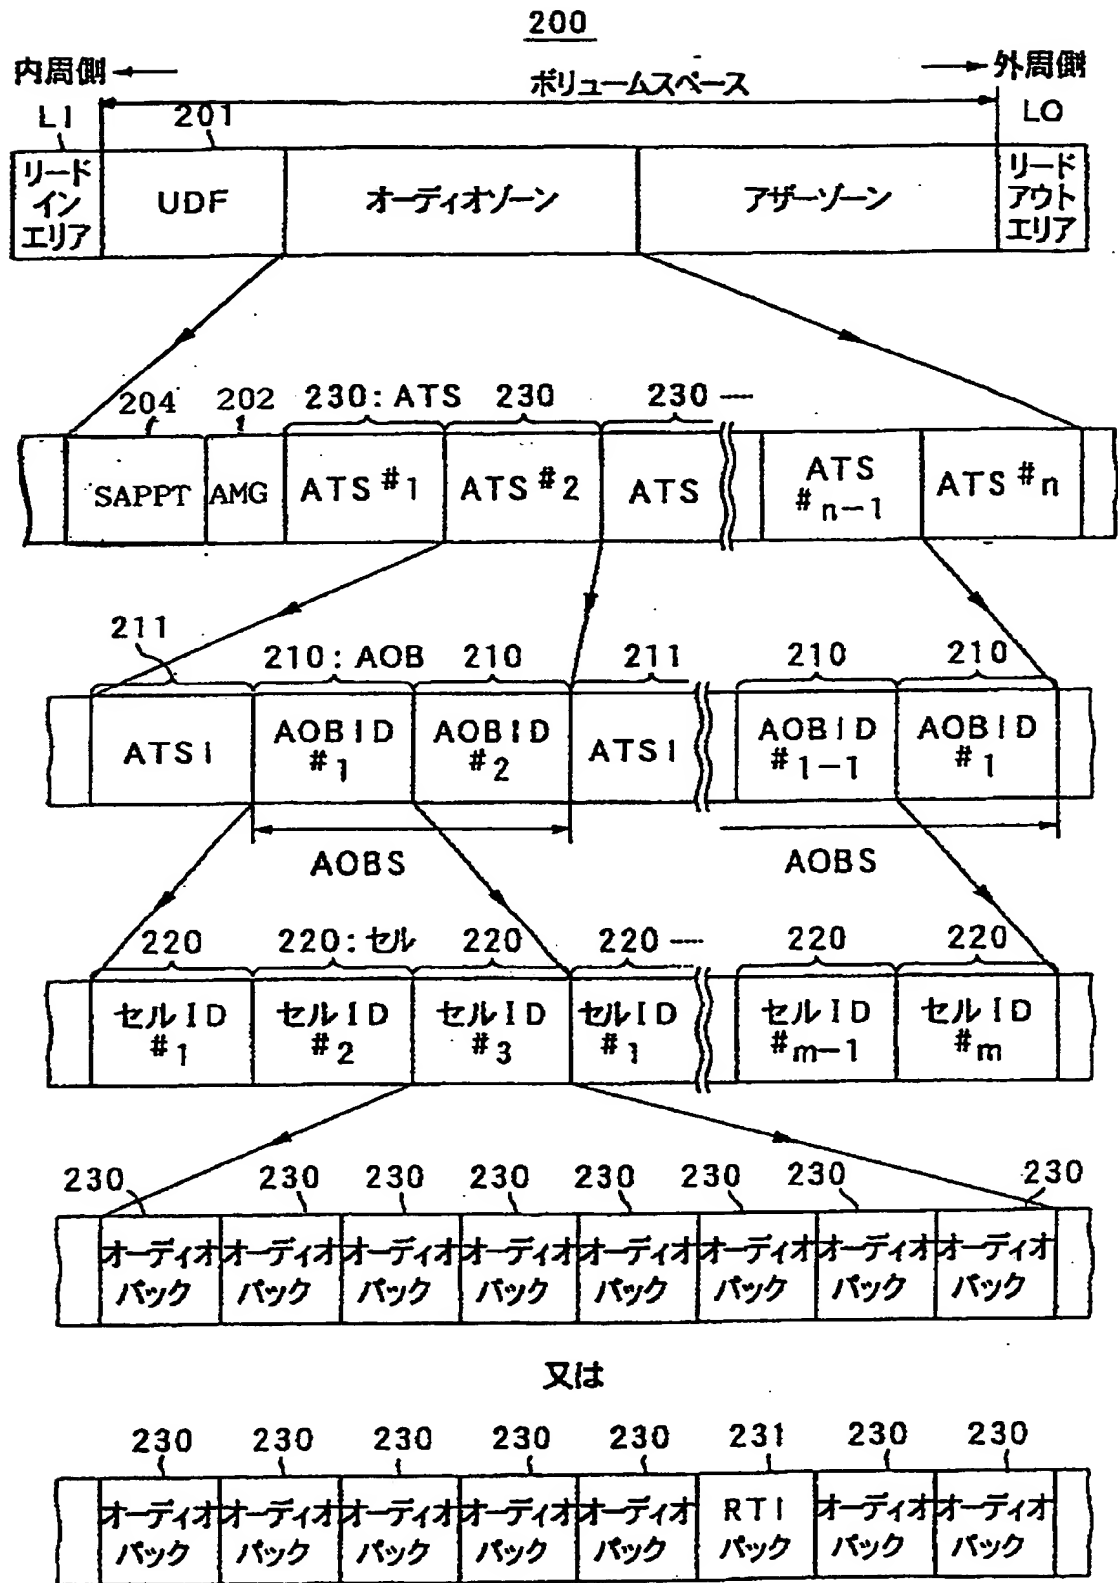 200
内周側 ← → 外周側
ボリュームスペース
LI 201 LO
リードインエリア UDF オーディオゾーン アザーゾーン リードアウトエリア
204 202 230:ATS 230 230 ---
SAPPT AMG ATS #1 ATS #2 ATS ATS #n-1 ATS #n
211 210:AOB 210 211 210 210
ATSI AOBID #1 AOBID #2 ATSI AOBID #1-1 AOBID #1
AOBS AOBS
220 220:セル 220 220 --- 220 220
セルID #1 セルID #2 セルID #3 セルID #1 セルID #m-1 セルID #m
230 230 230 230 230 230 230 230
オーディオパック オーディオパック オーディオパック オーディオパック オーディオパック オーディオパック オーディオパック オーディオパック
又は
230 230 230 230 230 231 230 230
オーディオパック オーディオパック オーディオパック オーディオパック オーディオパック RTIパック オーディオパック オーディオパック